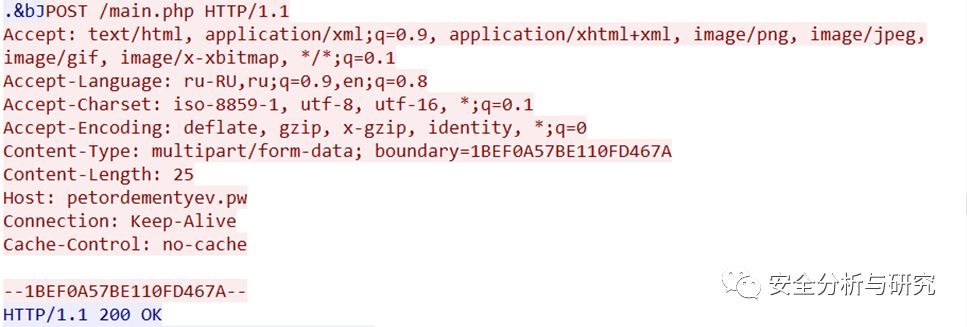 .&bJPOST /main.php HTTP/1.1
Accept: text/html, application/xml;q=0.9, application/xhtml+xml, image/png, image/jpeg,
image/gif, image/x-xbitmap, */*;q=0.1
Accept-Language: ru-RU,ru;q=0.9,en;q=0.8
Accept-Charset: iso-8859-1, utf-8, utf-16, *;q=0.1
Accept-Encoding: deflate, gzip, x-gzip, identity, *;q=0
Content-Type: multipart/form-data; boundary=1BEF0A57BE110FD467A
Content-Length: 25
Host: petordementyev.pw
Connection: Keep-Alive
Cache-Control: no-cache

--1BEF0A57BE110FD467A--
HTTP/1.1 200 OK
安全分析与研究